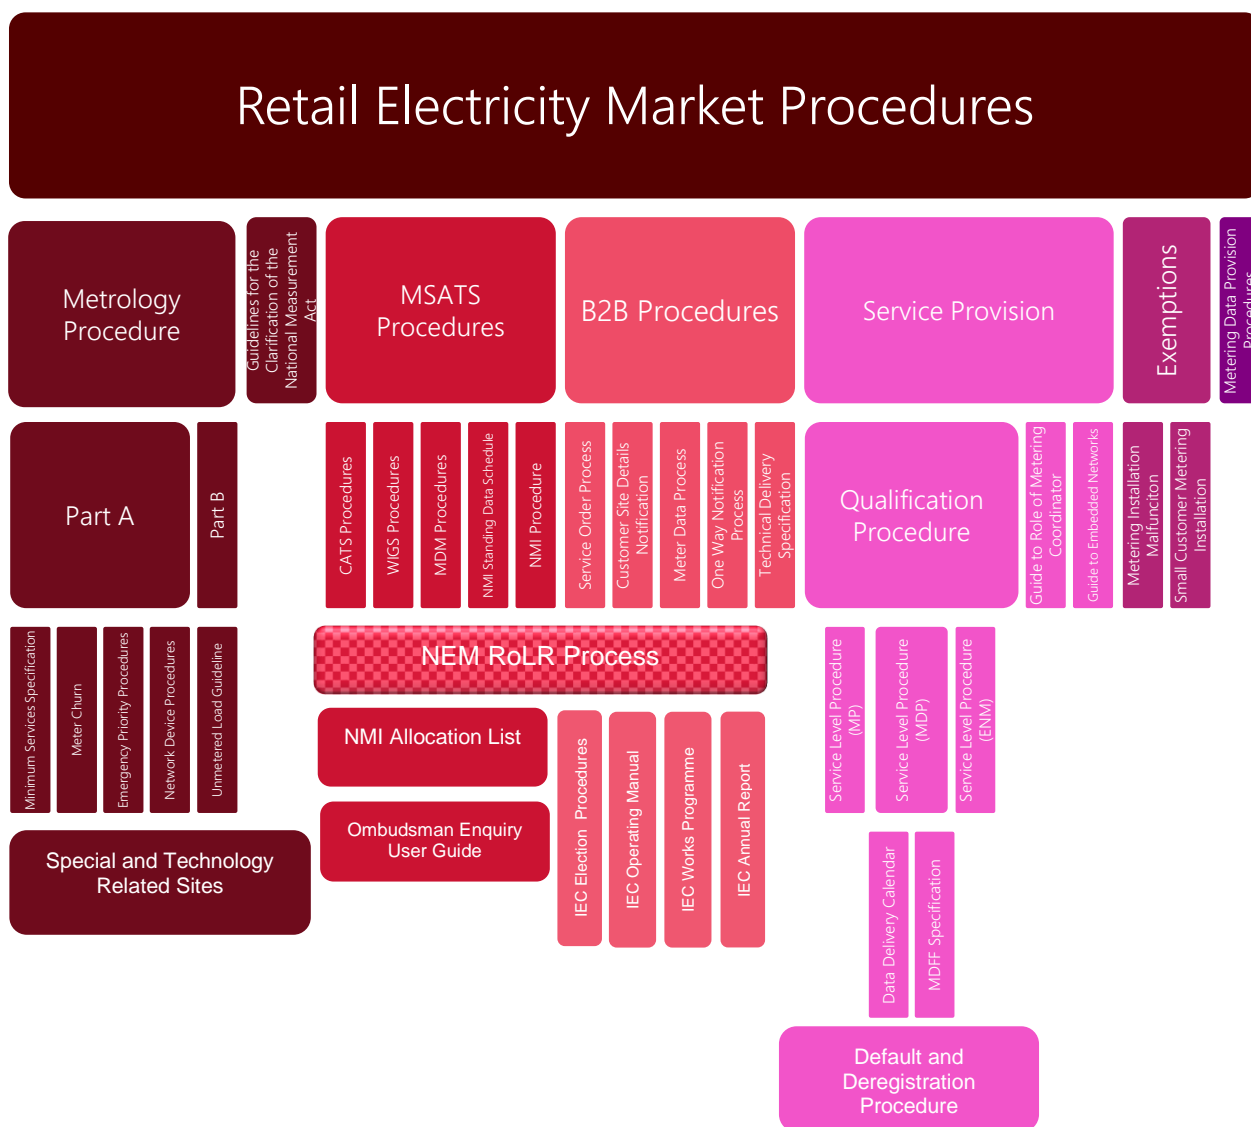 Retail Electricity Market Procedures
Metrology
Procedure
Guidelines for the
Clarification of the
National Measurement
Act
MSATS
Procedures
B2B Procedures
Service Provision
Exemptions
Metering Data Provision
Procedures
Part A
Part B
CATS Procedures
WIGS Procedures
MDM Procedures
NMI Standing Data Schedule
NMI Procedure
Service Order Process
Customer Site Details
Notification
Meter Data Process
One Way Notification
Process
Technical Delivery
Specification
Qualification
Procedure
Guide to Role of Metering
Coordinator
Guide to Embedded Networks
Metering Installation
Malfunciton
Small Customer Metering
Installation
Minimum Services Specification
Meter Churn
Emergency Priority Procedures
Network Device Procedures
Unmetered Load Guideline
NEM RoLR Process
NMI Allocation List
Ombudsman Enquiry
User Guide
IEC Election Procedures
IEC Operating Manual
IEC Works Programme
IEC Annual Report
Service Level Procedure
(MP)
Service Level Procedure
(MDP)
Service Level Procedure
(ENM)
Special and Technology
Related Sites
Data Delivery Calendar
MDFF Specification
Default and
Deregistration
Procedure